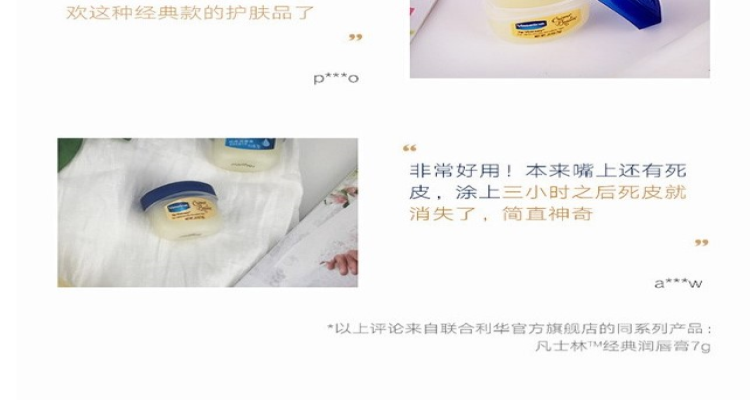 欢这种经典款的护肤品了
”
p***o
“
非常好用！本来嘴上还有死
皮，涂上三小时之后死皮就
消失了，简直神奇
”
a***w
*以上评论来自联合利华官方旗舰店的同系列产品：
凡士林™经典润唇膏7g